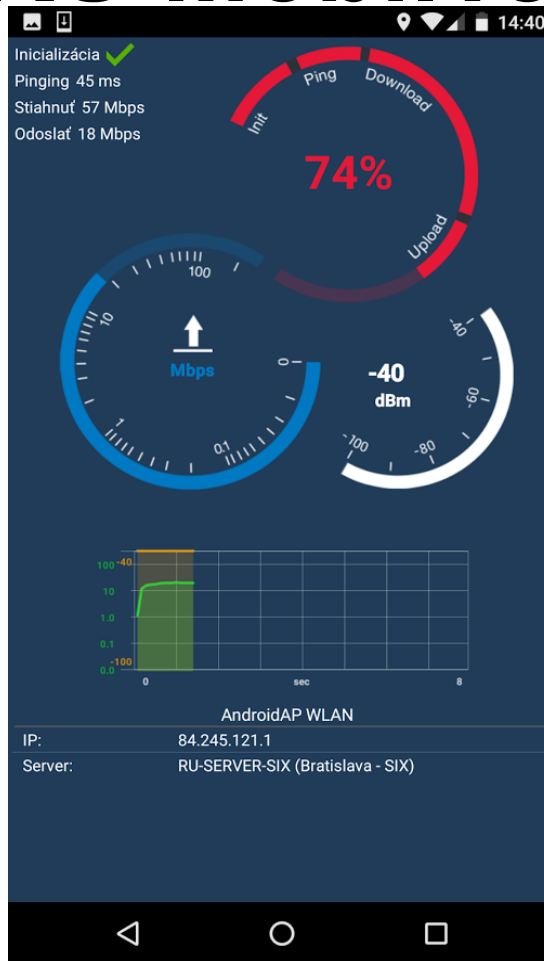 14:40
Inicializácia
Pinging 45 ms
Stiahnuť 57 Mbps
Odoslať 18 Mbps
Init
Ping
Download
Upload
74%
100
10
1
0.1
0
Mbps
-40
-60
-80
-100
-40
dBm
100
-40
10
1.0
0.1
-100
0.0
0
sec
8
AndroidAP WLAN
IP: 84.245.121.1
Server: RU-SERVER-SIX (Bratislava - SIX)